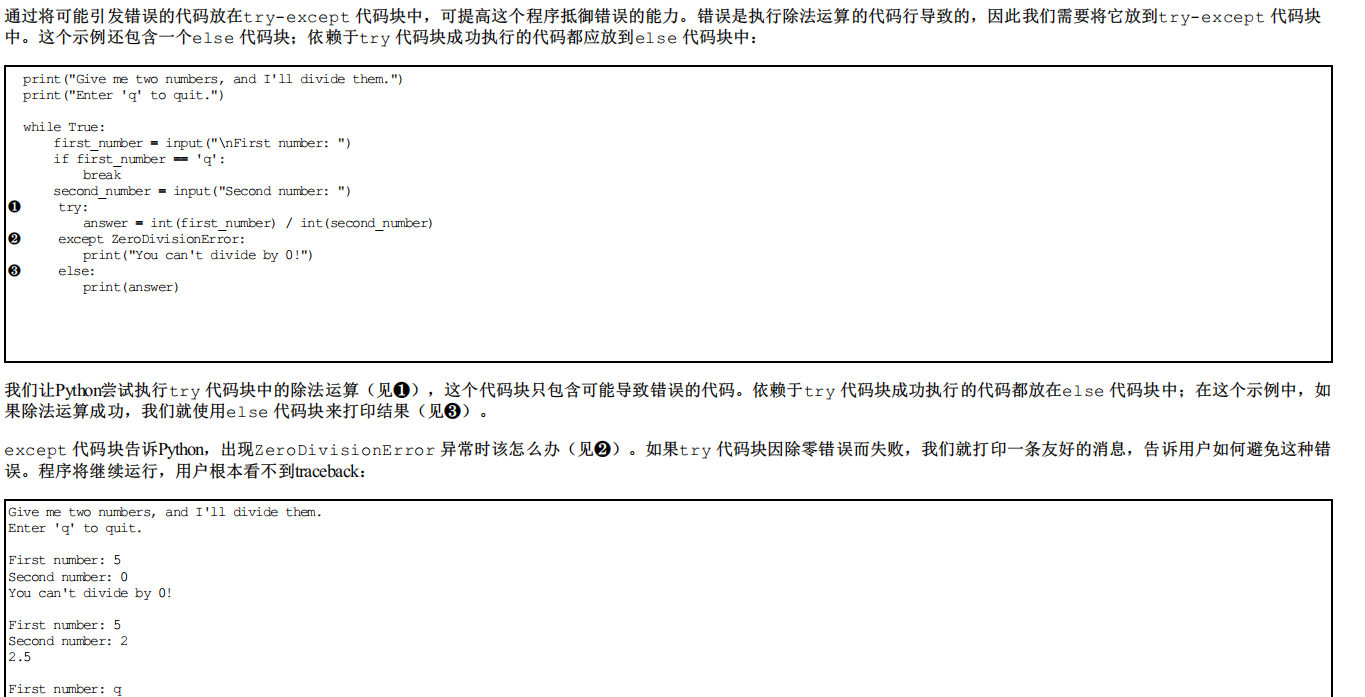 通过将可能引发错误的代码放在try-except 代码块中，可提高这个程序抵御错误的能力。错误是执行除法运算的代码行导致的，因此我们需要将它放到try-except 代码块
中。这个示例还包含一个else 代码块；依赖于try 代码块成功执行的代码都应放到else 代码块中：
print("Give me two numbers, and I'll divide them.")
print("Enter 'q' to quit.")
while True:
    first_number = input("\nFirst number: ")
    if first_number == 'q':
        break
    second_number = input("Second number: ")
❶     try:
        answer = int(first_number) / int(second_number)
❷     except ZeroDivisionError:
        print("You can't divide by 0!")
❸     else:
        print(answer)
我们让Python尝试执行try 代码块中的除法运算（见❶），这个代码块只包含可能导致错误的代码。依赖于try 代码块成功执行的代码都放在else 代码块中；在这个示例中，如
果除法运算成功，我们就使用else 代码块来打印结果（见❸）。
except 代码块告诉Python，出现ZeroDivisionError 异常时该怎么办（见❷）。如果try 代码块因除零错误而失败，我们就打印一条友好的消息，告诉用户如何避免这种错
误。程序将继续运行，用户根本看不到traceback：
Give me two numbers, and I'll divide them.
Enter 'q' to quit.
First number: 5
Second number: 0
You can't divide by 0!
First number: 5
Second number: 2
2.5
First number: q